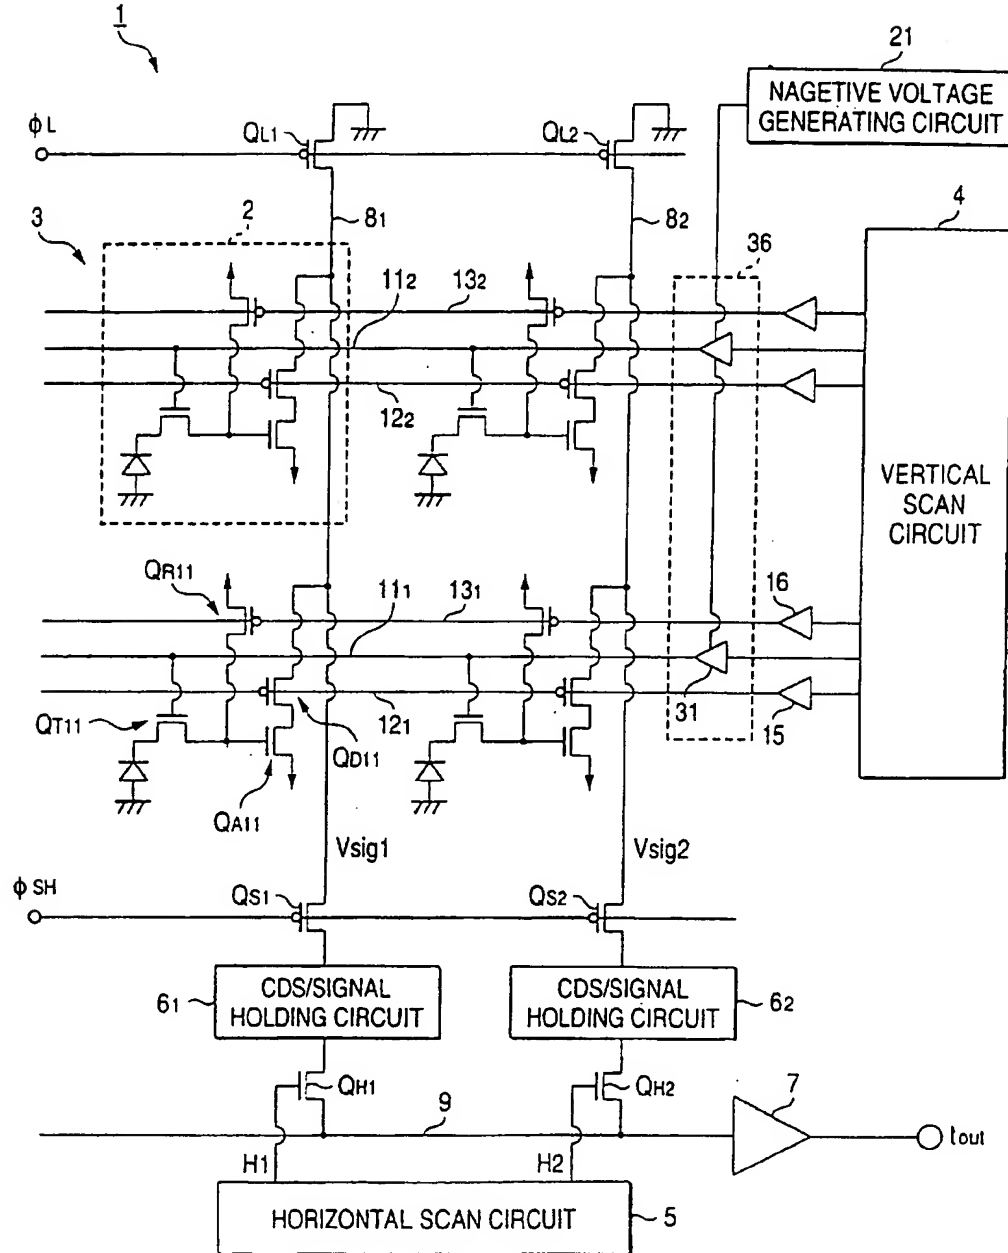 1
21
NAGETIVE VOLTAGE
GENERATING CIRCUIT
ϕL
QL1
QL2
3
2
81
82
4
36
112
132
122
VERTICAL
SCAN
CIRCUIT
QR11
111
131
16
QT11
121
QD11
31
15
QA11
Vsig1
Vsig2
ϕSH
QS1
QS2
61
CDS/SIGNAL
HOLDING CIRCUIT
CDS/SIGNAL
HOLDING CIRCUIT
62
QH1
QH2
9
7
tout
H1
H2
HORIZONTAL SCAN CIRCUIT
5